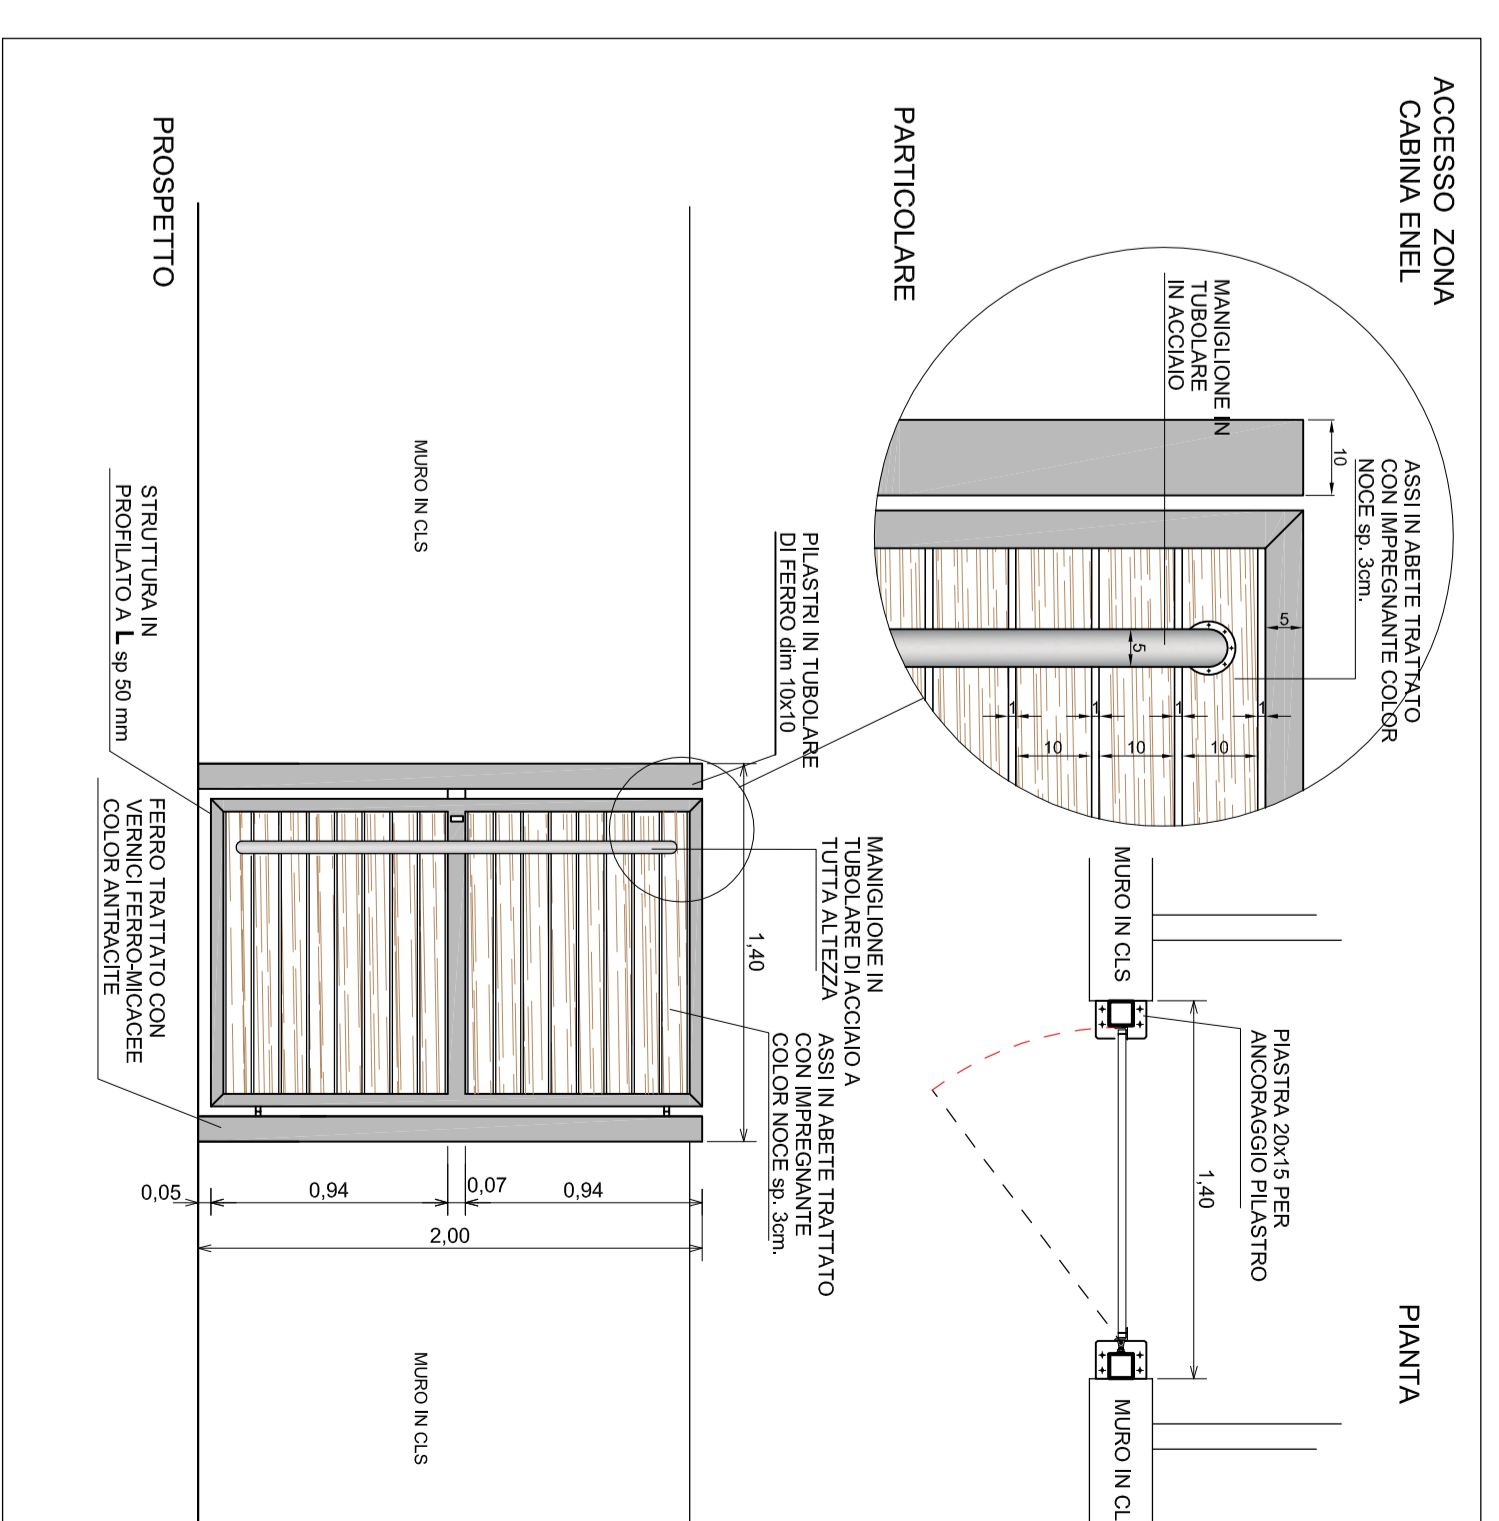 ACCESSO ZONA
CABINA ENEL
PARTICOLARE
MANIGLIONE IN
TUBOLARE
IN ACCIAIO
10
ASSI IN ABETE TRATTATO
CON IMPREGNANTE COLOR
NOCE sp. 3cm.
5
5
1
1
1
1
10
10
10
PIANTA
MURO IN CLS
PIASTRA 20x15 PER
ANCORAGGIO PILASTRO
1,40
MURO IN CL
PROSPETTO
MURO IN CLS
PILASTRI IN TUBOLARE
DI FERRO dim 10x10
STRUTTURA IN
PROFILATO A L sp 50 mm
FERRO TRATTATO CON
VERNICI FERRO-MICACEE
COLOR ANTRACITE
MANIGLIONE IN
TUBOLARE DI ACCIAIO A
TUTTA ALTEZZA
1,40
ASSI IN ABETE TRATTATO
CON IMPREGNANTE
COLOR NOCE sp. 3cm.
0,05
0,94
0,07
0,94
2,00
MURO IN CLS